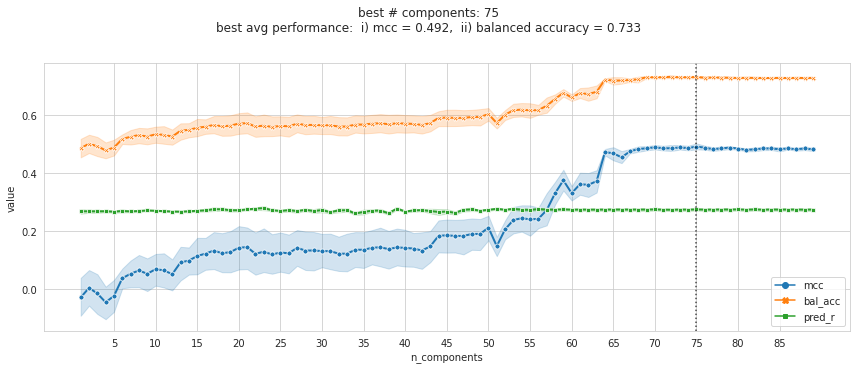 best # components: 75
best avg performance:  i) mcc = 0.492,  ii) balanced accuracy = 0.733
0.6
0.4
0.2
0.0
value
mcc
bal_acc
pred_r
5 10 15 20 25 30 35 40 45 50 55 60 65 70 75 80 85
n_components